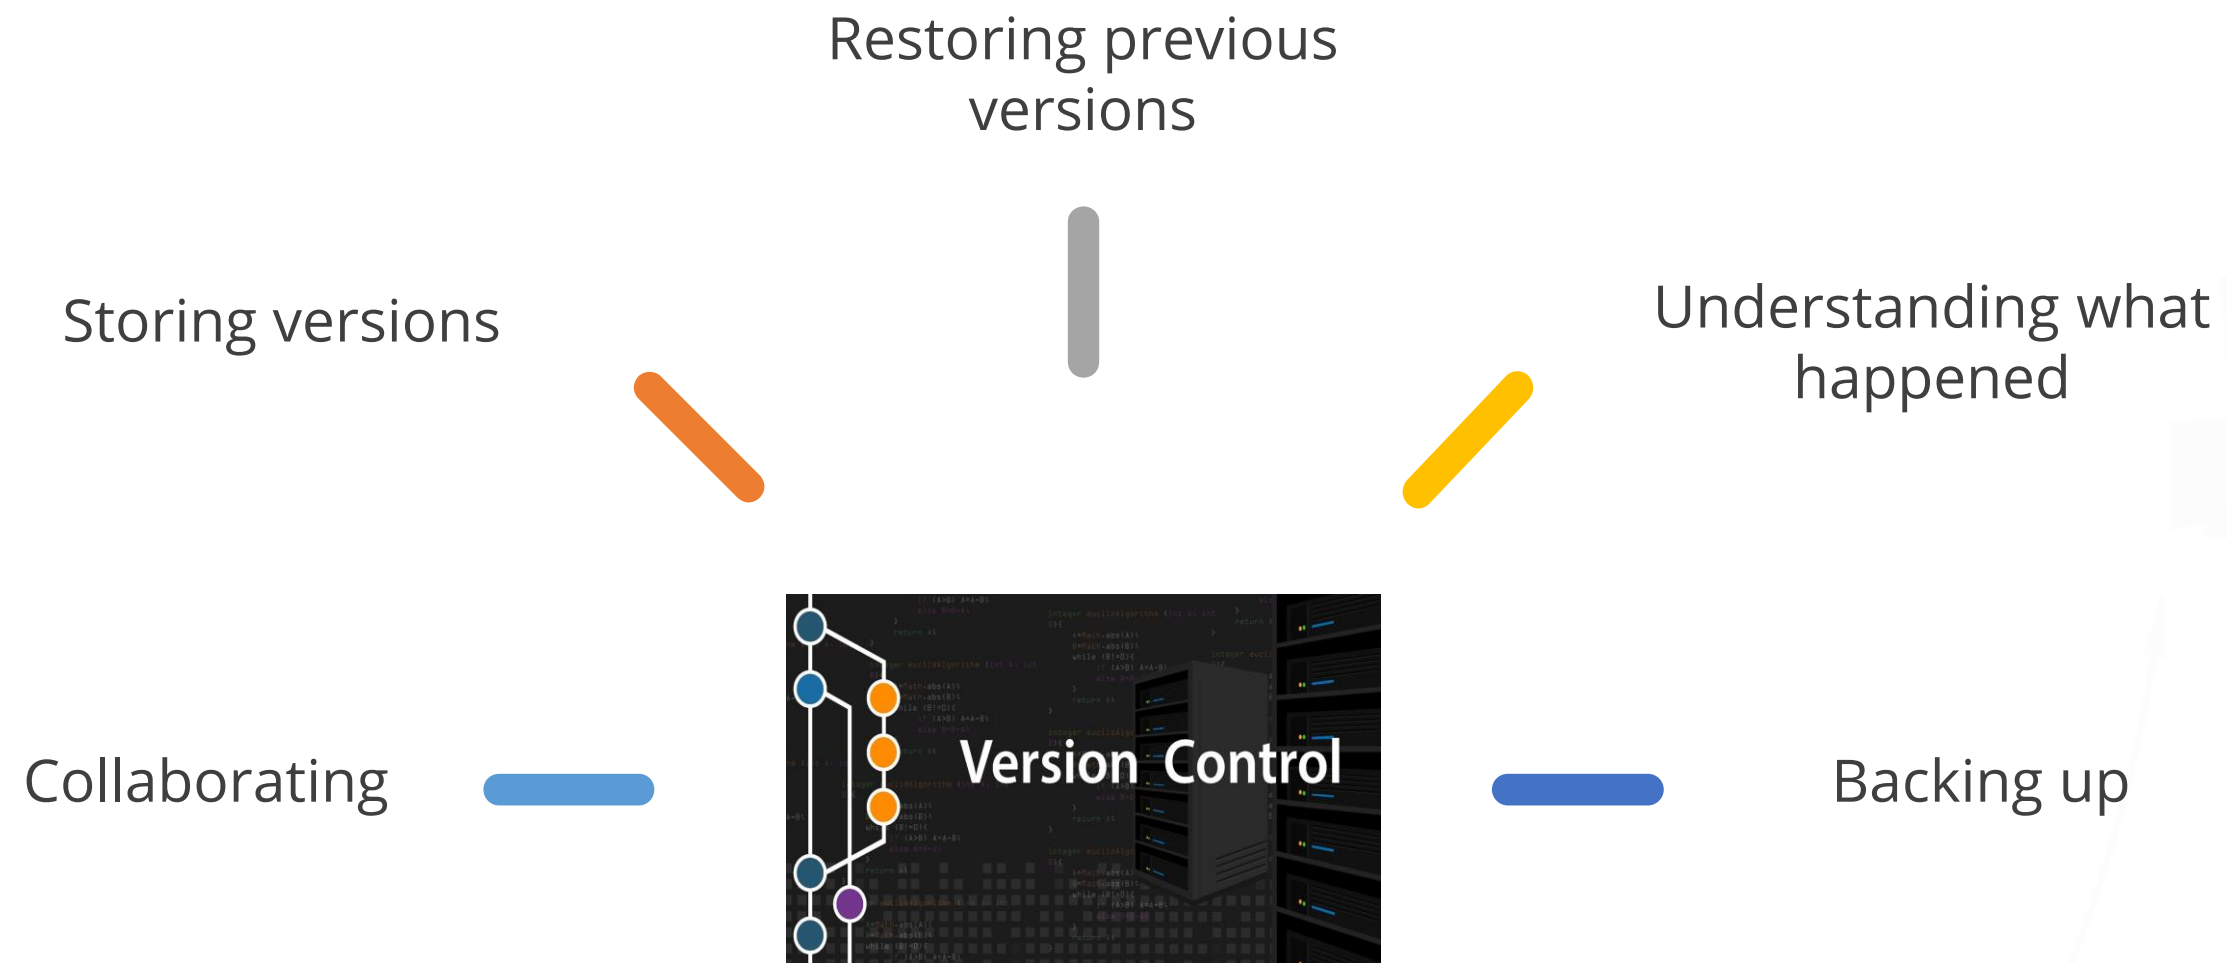 Restoring previous
versions
Storing versions
Understanding what
happened
Collaborating
Version Control
Backing up